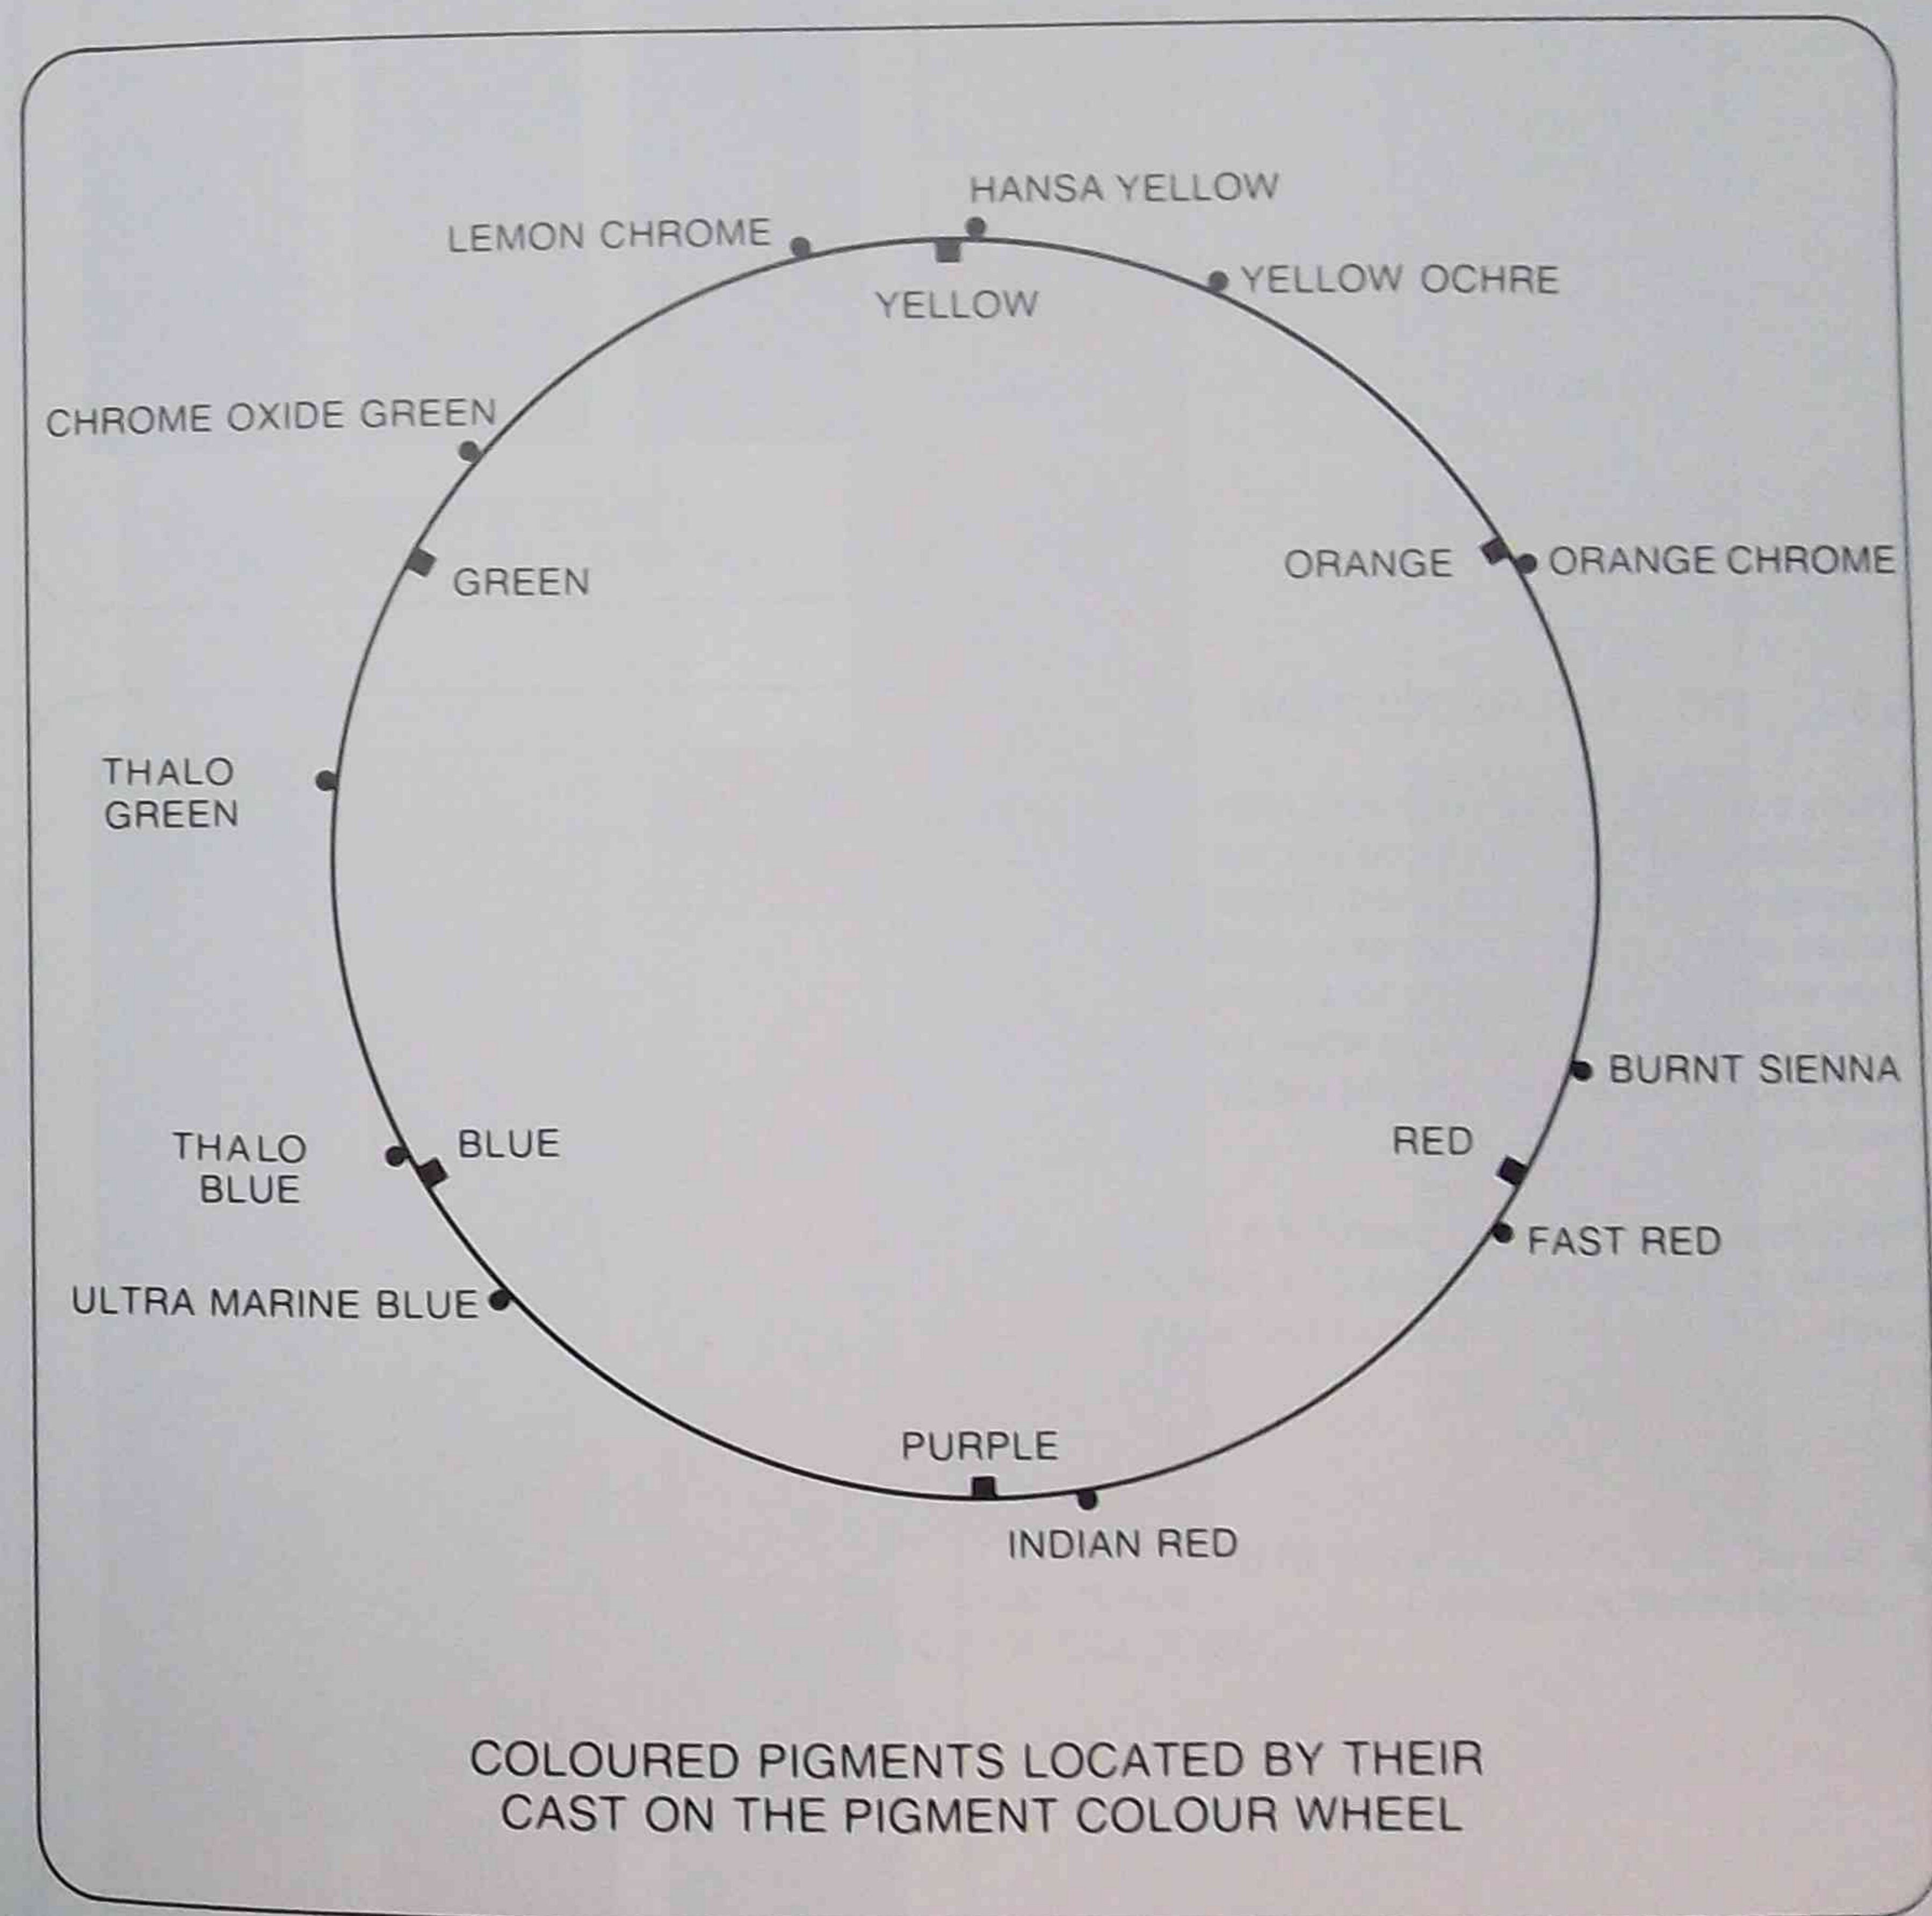 HANSA YELLOW
LEMON CHROME
YELLOW OCHRE
YELLOW
CHROME OXIDE GREEN
ORANGE
ORANGE CHROME
GREEN
THALO
GREEN
BURNT SIENNA
RED
BLUE
THALO
BLUE
FAST RED
ULTRA MARINE BLUE
PURPLE
INDIAN RED
COLOURED PIGMENTS LOCATED BY THEIR
CAST ON THE PIGMENT COLOUR WHEEL